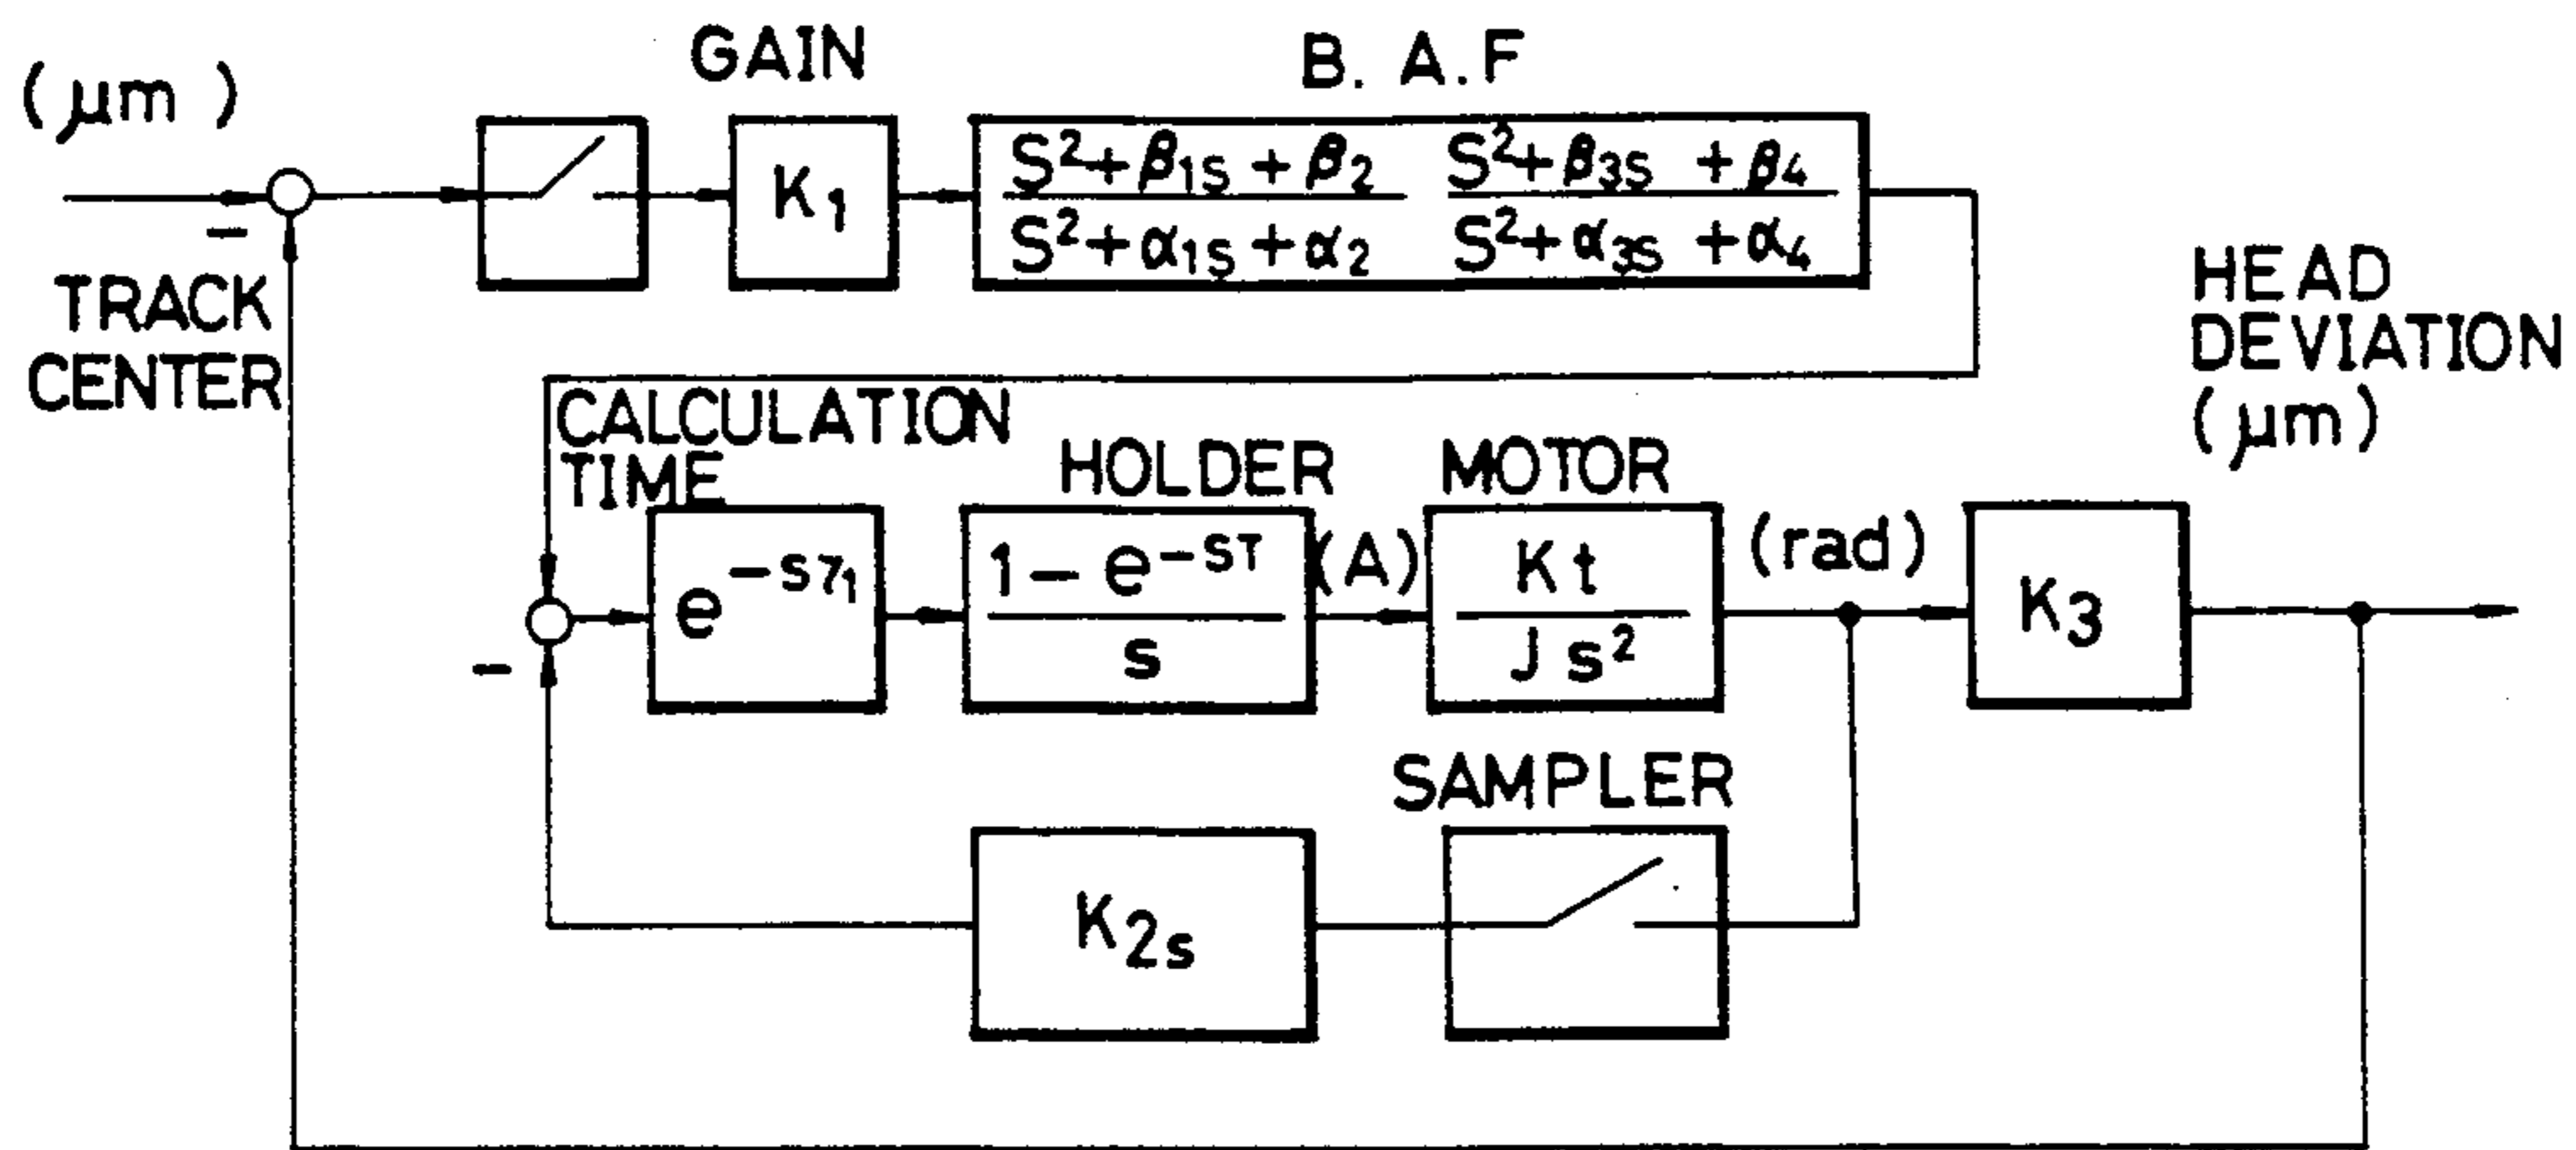 GAIN
B. A. F
(μm)
K1
S²+β1S+β2 S²+β3S +β4
S²+α1S+α2 S²+α3S +α4
-
TRACK
CENTER
HEAD
DEVIATION
(μm)
CALCULATION
TIME
HOLDER
MOTOR
e^-sτ1
1-e^-ST
s
(A)
Kt
Js²
(rad)
K3
-
SAMPLER
K2s